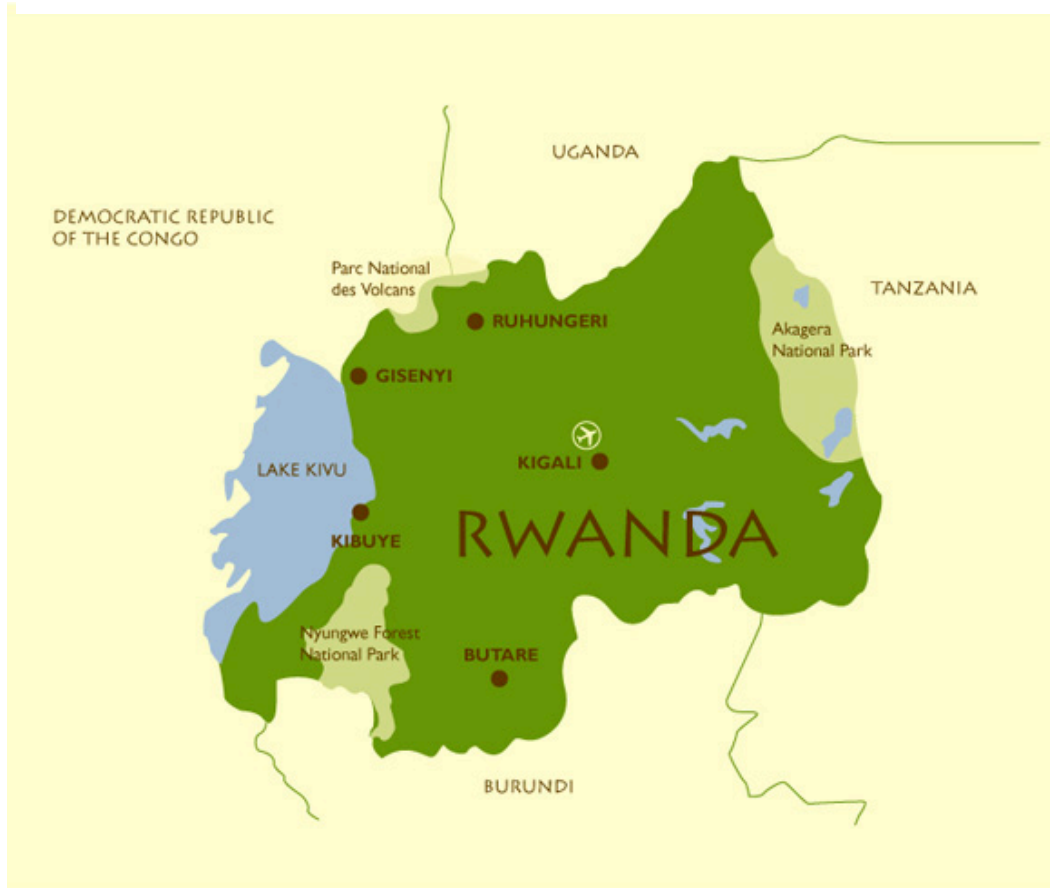 UGANDA
DEMOCRATIC REPUBLIC
OF THE CONGO
Parc National
des Volcans
TANZANIA
RUHUNGERI
Akagera
National Park
GISENYI
KIGALI
LAKE KIVU
RWANDA
KIBUYE
Nyungwe Forest
National Park
BUTARE
BURUNDI